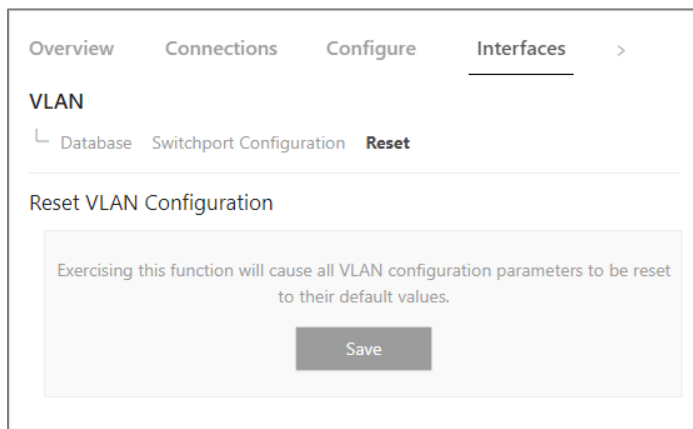 Overview Connections Configure Interfaces >
VLAN
Database Switchport Configuration Reset
Reset VLAN Configuration
Exercising this function will cause all VLAN configuration parameters to be reset
to their default values.
Save